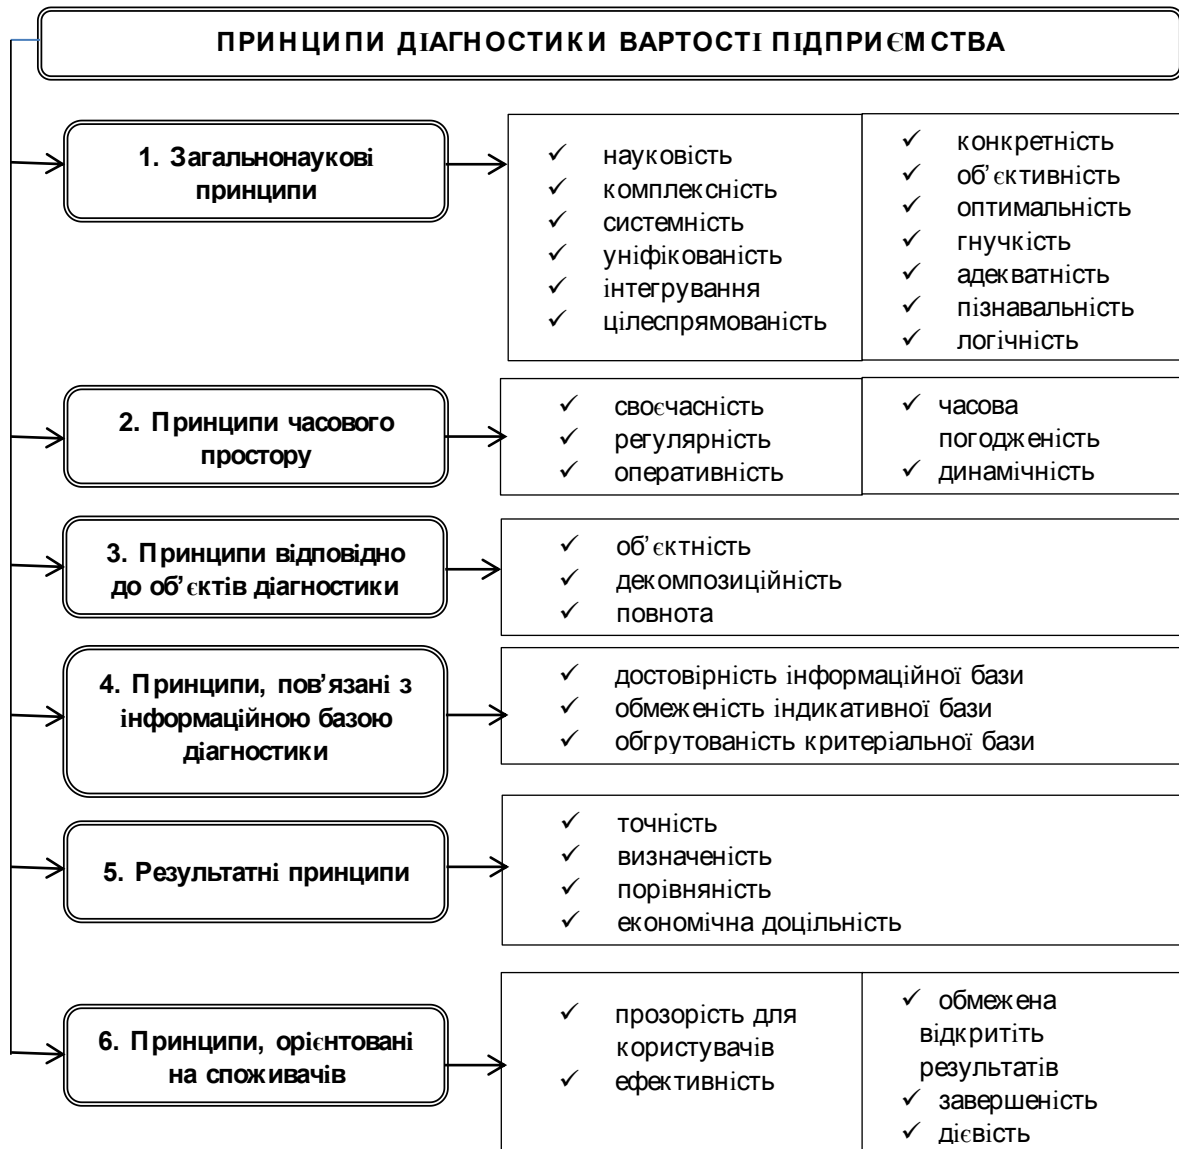 ПРИНЦИПИ ДІАГНОСТИКИ ВАРТОСТІ ПІДПРИЄМСТВА
1. Загальнонаукові
принципи
✓ науковість
✓ комплексність
✓ системність
✓ уніфікованість
✓ інтегрування
✓ цілеспрямованість
✓ конкретність
✓ об’єктивність
✓ оптимальність
✓ гнучкість
✓ адекватність
✓ пізнавальність
✓ логічність
2. Принципи часового
простору
✓ своєчасність
✓ регулярність
✓ оперативність
✓ часова
погодженість
✓ динамічність
3. Принципи відповідно
до об’єктів діагностики
✓ об’єктність
✓ декомпозиційність
✓ повнота
4. Принципи, пов’язані з
інформаційною базою
діагностики
✓ достовірність інформаційної бази
✓ обмеженість індикативної бази
✓ обгрутованість критеріальної бази
5. Результатні принципи
✓ точність
✓ визначеність
✓ порівняність
✓ економічна доцільність
6. Принципи, орієнтовані
на споживачів
✓ прозорість для
користувачів
✓ ефективність
✓ обмежена
відкритіть
результатів
✓ завершеність
✓ дієвість